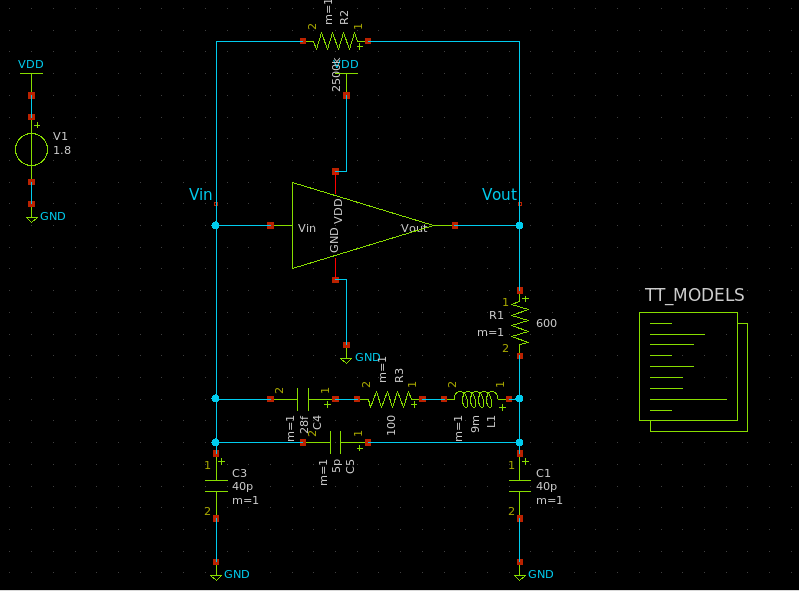 2
m=1
R2
1
+
2500k
VDD
VDD
+
V1
1.8
GND
Vin
Vout
Vin
GND VDD
Vout
TT_MODELS
1
+
R1
m=1
600
2
GND
2
m=1
28f
C4
1
+
2
m=1
R3
1
+
100
2
m=1
9m
L1
1
+
2
m=1
5p
C5
1
+
1
+
C3
40p
m=1
2
1
+
C1
40p
m=1
2
GND
GND